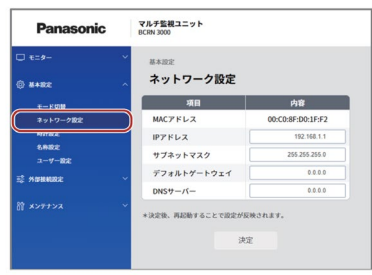 Panasonic
マルチ監視ユニット
BCRN 3000
モニター
基本設定
モード切替
ネットワーク設定
時計設定
名称設定
ユーザー設定
外部接続設定
メンテナンス
基本設定
ネットワーク設定
項目 内容
MACアドレス 00:C0:8F:D0:1F:F2
IPアドレス 192.168.1.1
サブネットマスク 255.255.255.0
デフォルトゲートウェイ 0.0.0.0
DNSサーバー 0.0.0.0
*決定後、再起動することで設定が反映されます。
決定